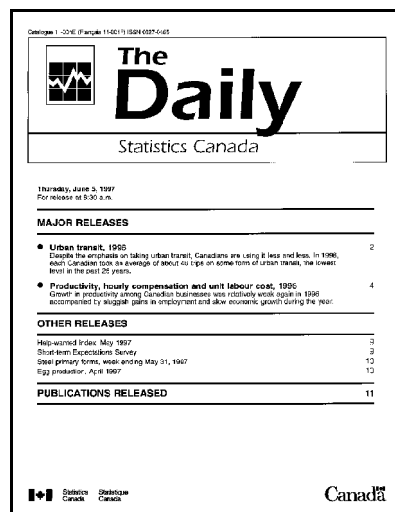 The
Daily
Statistics Canada
Thursday, June 5, 1997
For release at 8:30 a.m.
MAJOR RELEASES
Urban transit, 1996 2
Despite the emphasis on taking urban transit, Canadians are using it less and less. In 1996,
each Canadian took an average of about 48 trips on some form of urban transit, the lowest
level in the past 25 years.
Productivity, hourly compensation and unit labour cost, 1996 4
Growth in productivity among Canadian businesses was relatively weak again in 1996
accompanied by sluggish gains in employment and slow economic growth during the year.
OTHER RELEASES
Help-wanted Index, May 1997 9
Short-term Expectations Survey 9
Steel primary forms, week ending May 31, 1997 10
Egg production, April 1997 10
PUBLICATIONS RELEASED 11
Statistics Canada
Statistique Canada
Canada